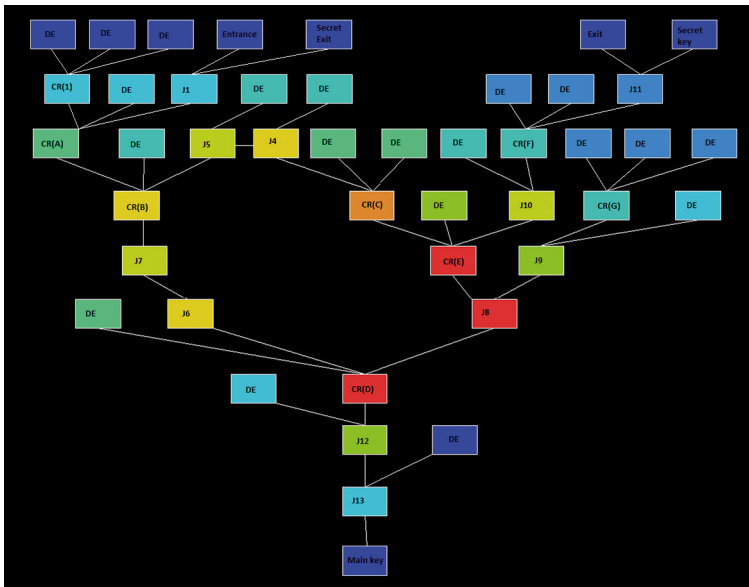 DE
DE
DE
Entrance
Secret
Exit
Exit
Secret
key
CR(1)
DE
J1
DE
DE
DE
DE
J11
CR(A)
DE
J5
J4
DE
DE
DE
CR(F)
DE
DE
DE
CR(B)
CR(C)
DE
J10
CR(G)
DE
J7
CR(E)
J9
DE
J6
J8
DE
CR(D)
J12
DE
J13
Main key